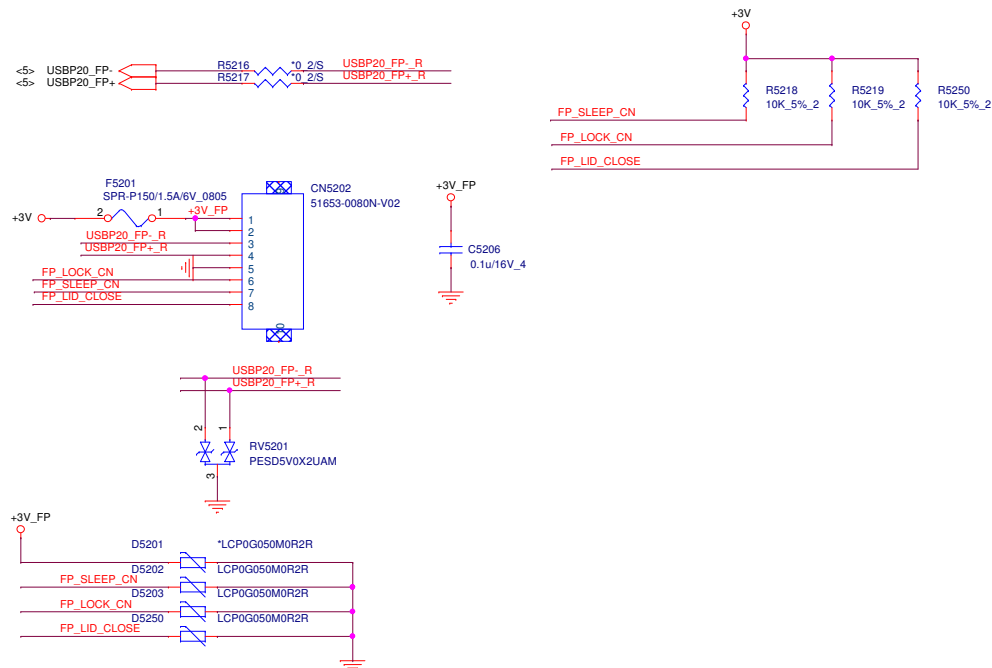 +3V
<5> USBP20_FP- R5216 *0_2/S USBP20_FP-_R
<5> USBP20_FP+ R5217 *0_2/S USBP20_FP+_R
R5218 R5219 R5250
10K_5%_2 10K_5%_2 10K_5%_2
FP_SLEEP_CN
FP_LOCK_CN
FP_LID_CLOSE
F5201
SPR-P150/1.5A/6V_0805
+3V 2 1 +3V_FP
CN5202
51653-0080N-V02
1
2
USBP20_FP-_R 3
USBP20_FP+_R 4
5
FP_LOCK_CN 6
FP_SLEEP_CN 7
FP_LID_CLOSE 8
+3V_FP
C5206
0.1u/16V_4
USBP20_FP-_R
USBP20_FP+_R
2 1
RV5201
PESD5V0X2UAM
3
+3V_FP
D5201 *LCP0G050M0R2R
D5202 LCP0G050M0R2R
FP_SLEEP_CN
D5203 LCP0G050M0R2R
FP_LOCK_CN
D5250 LCP0G050M0R2R
FP_LID_CLOSE